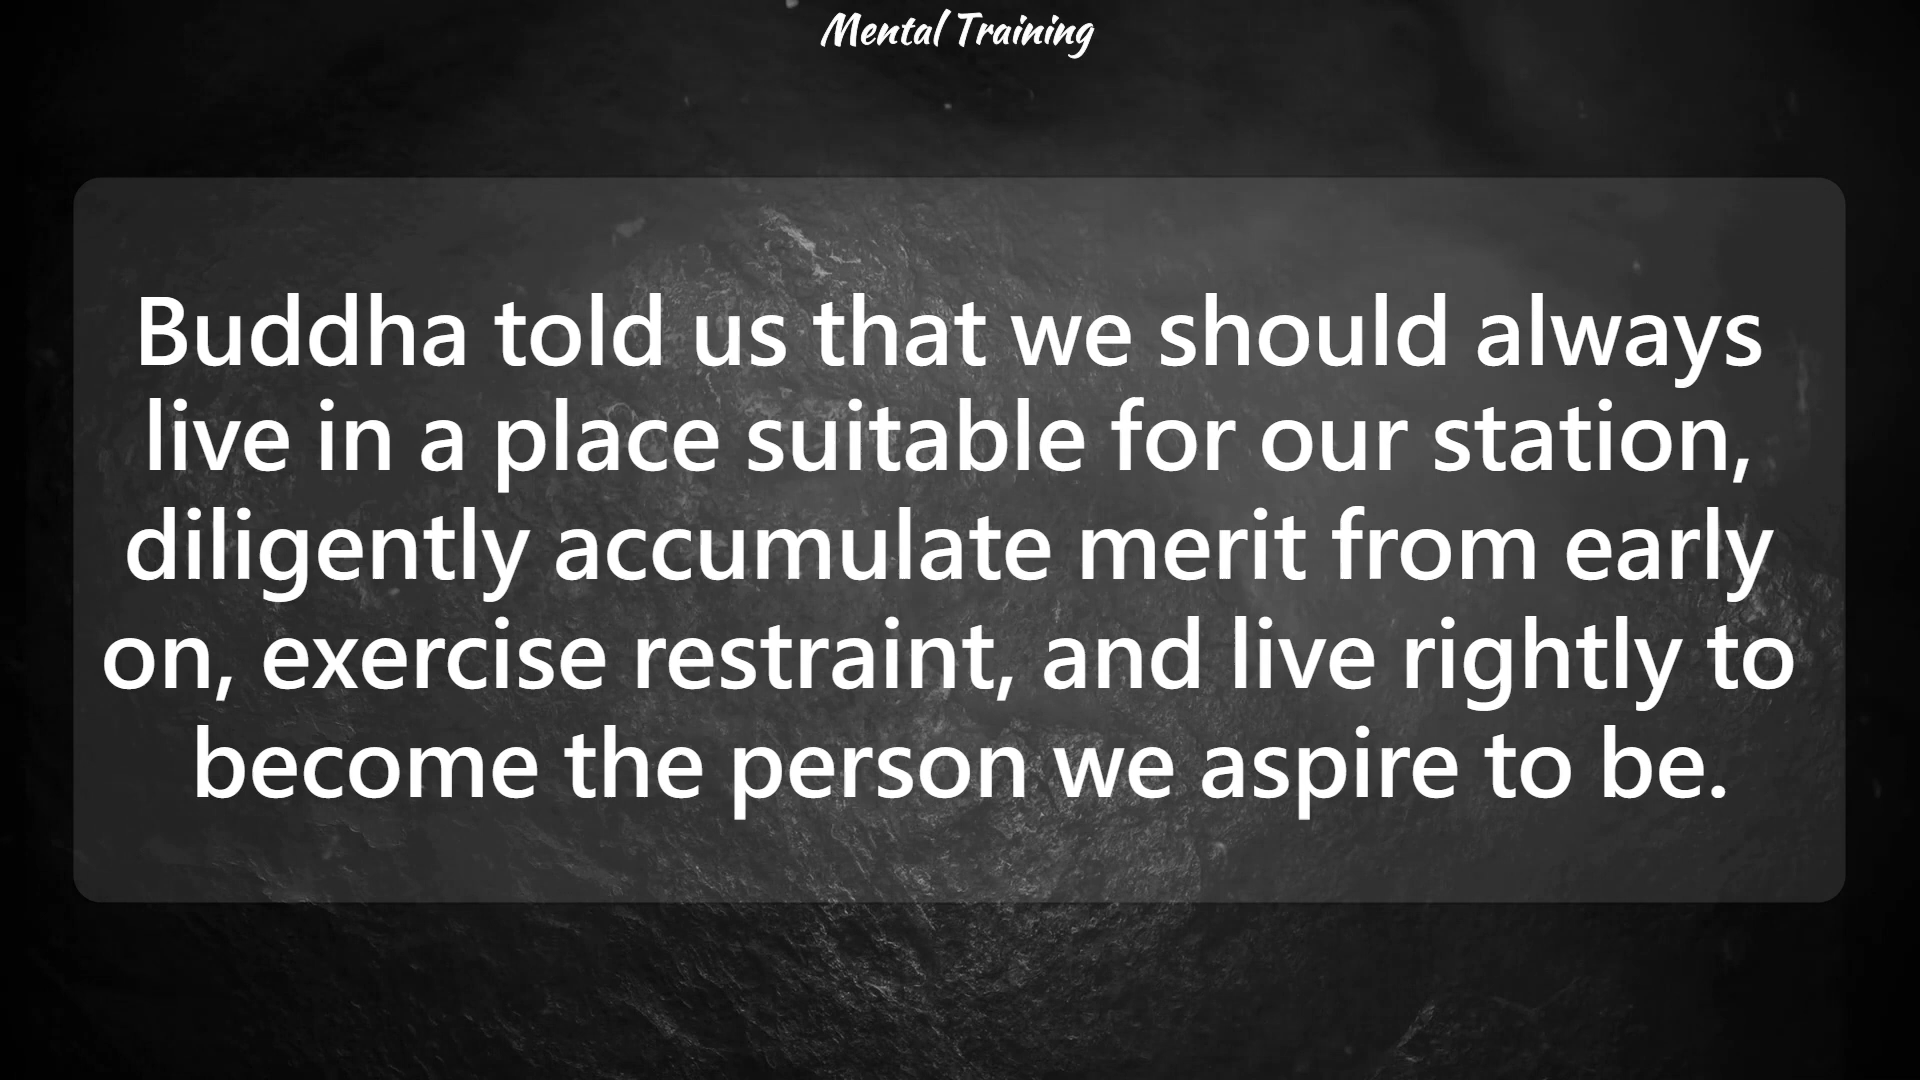 Mental Training
Buddha told us that we should always
live in a place suitable for our station,
diligently accumulate merit from early
on, exercise restraint, and live rightly to
become the person we aspire to be.